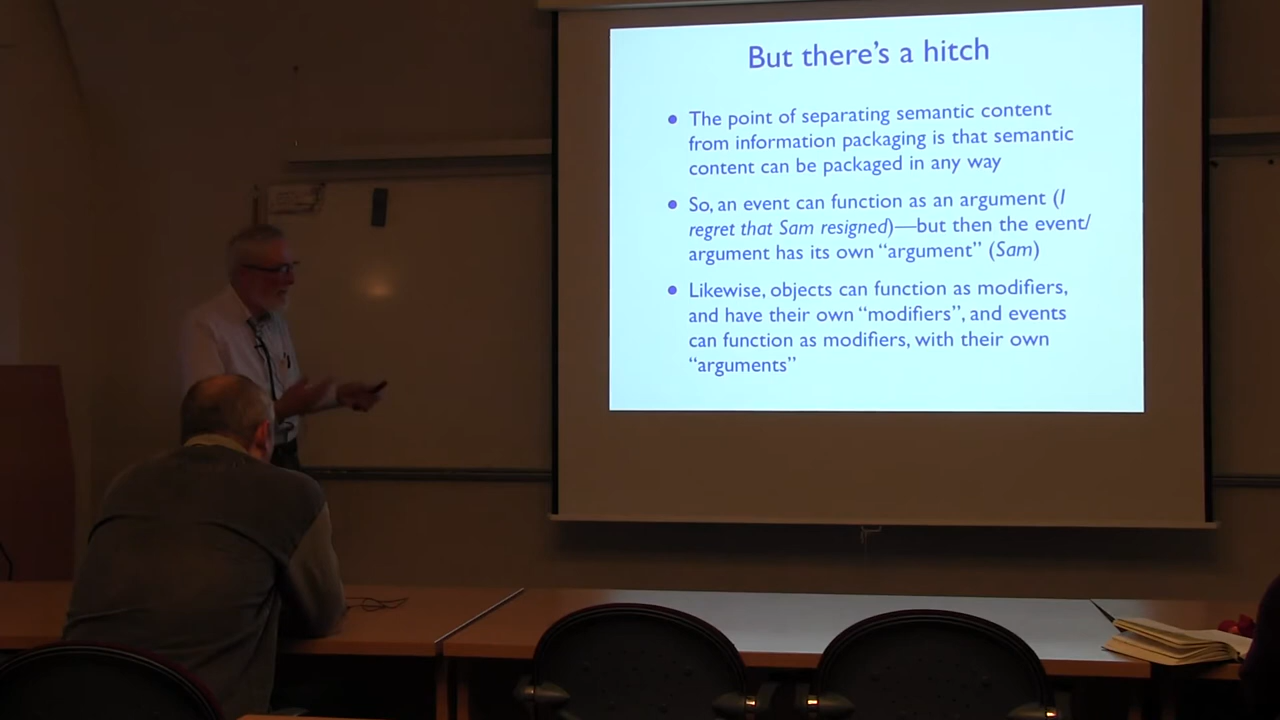 But there's a hitch
• The point of separating semantic content
from information packaging is that semantic
content can be packaged in any way
• So, an event can function as an argument (I
regret that Sam resigned)—but then the event/
argument has its own “argument” (Sam)
• Likewise, objects can function as modifiers,
and have their own “modifiers”, and events
can function as modifiers, with their own
“arguments”